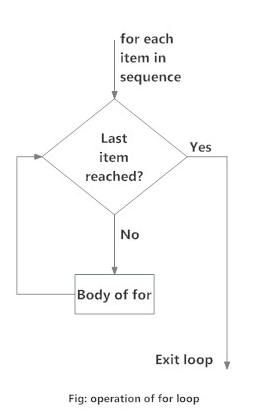 for each
item in
sequence
Last
item
reached?
Yes
No
Body of for
Exit loop
Fig: operation of for loop